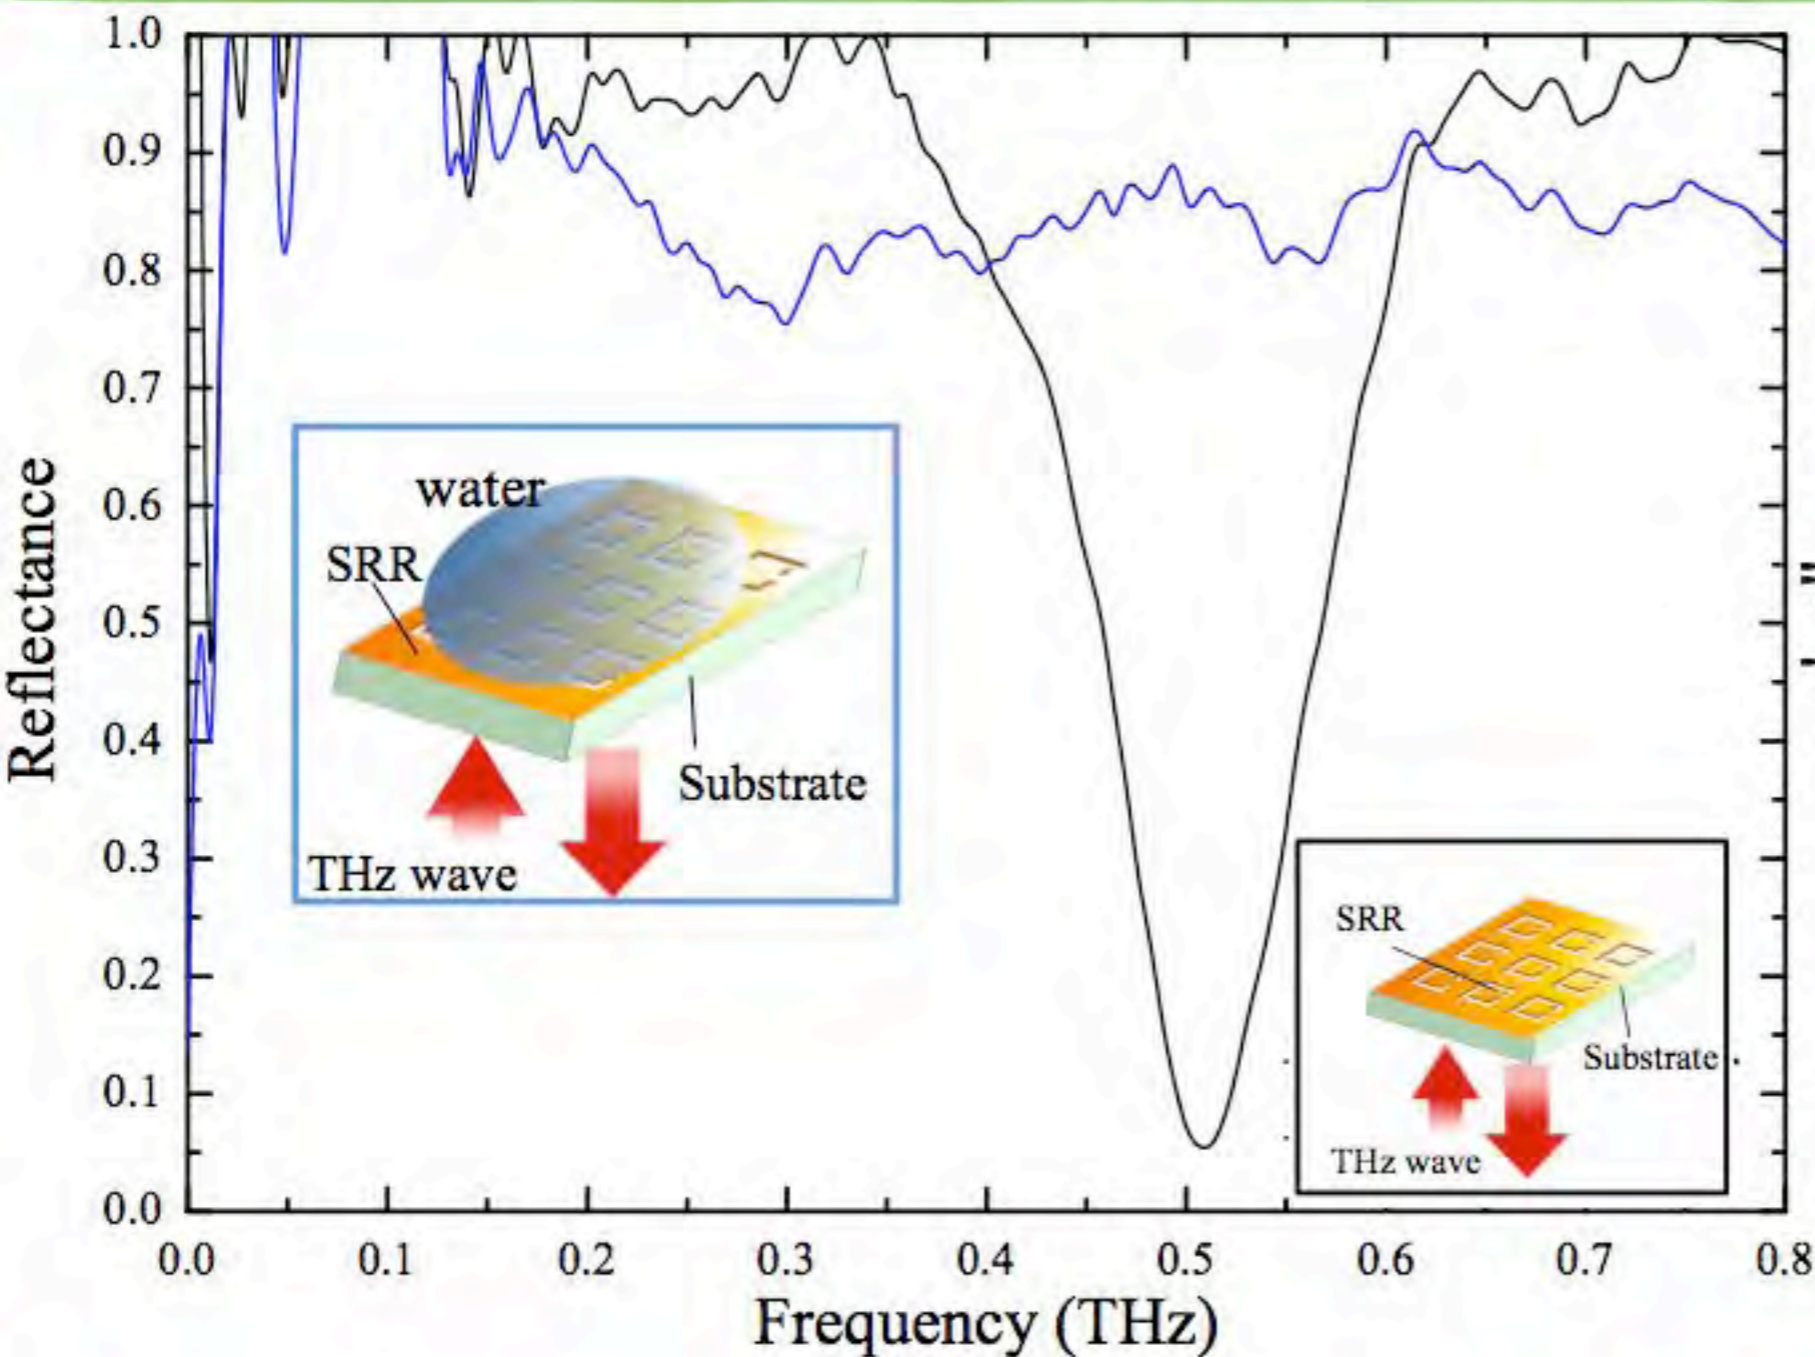 1.0
0.9
0.8
0.7
0.6
0.5
0.4
0.3
0.2
0.1
0.0
Reflectance
water
SRR
Substrate
THz wave
SRR
Substrate
THz wave
0.0 0.1 0.2 0.3 0.4 0.5 0.6 0.7 0.8
Frequency (THz)